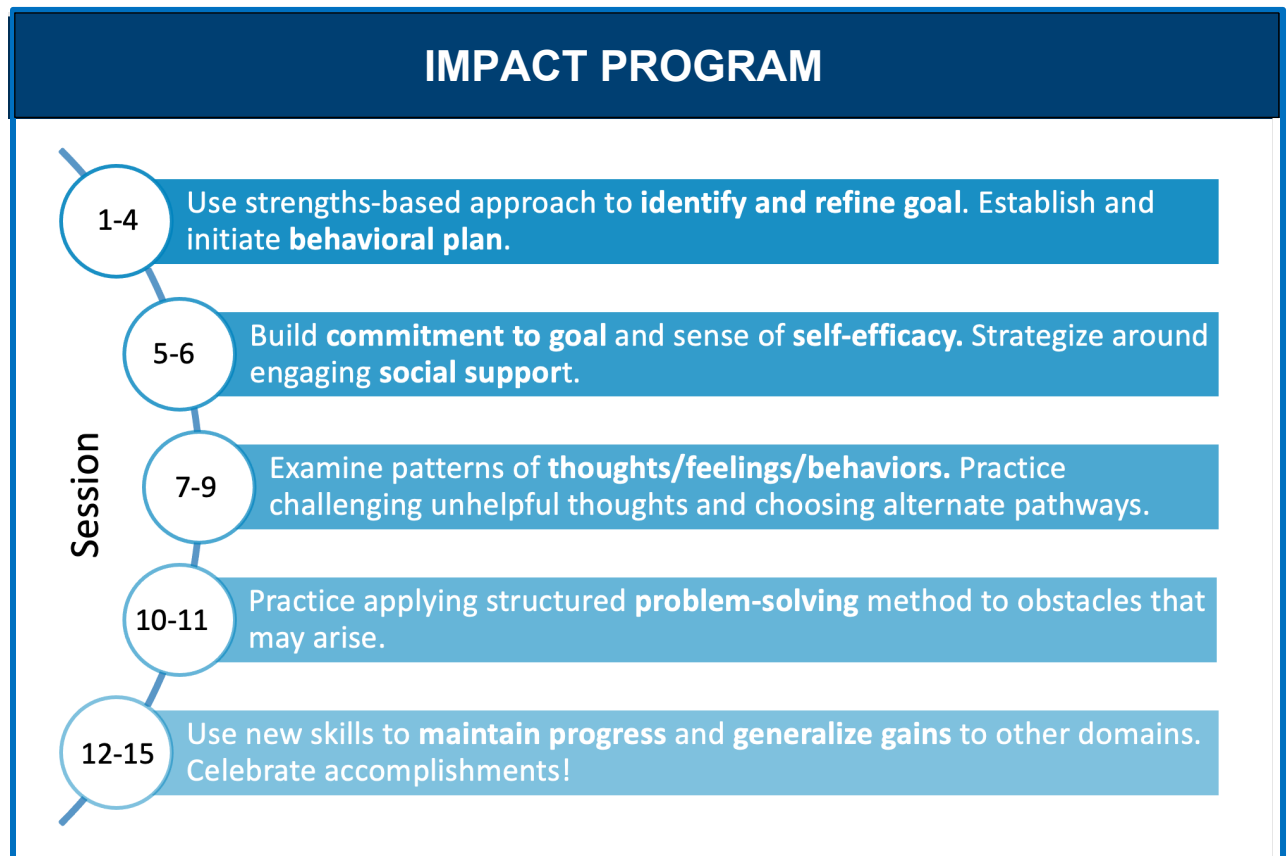 IMPACT PROGRAM
1-4
Use strengths-based approach to identify and refine goal. Establish and
initiate behavioral plan.
5-6
Build commitment to goal and sense of self-efficacy. Strategize around
engaging social support.
Session
7-9
Examine patterns of thoughts/feelings/behaviors. Practice
challenging unhelpful thoughts and choosing alternate pathways.
10-11
Practice applying structured problem-solving method to obstacles that
may arise.
12-15
Use new skills to maintain progress and generalize gains to other domains.
Celebrate accomplishments!